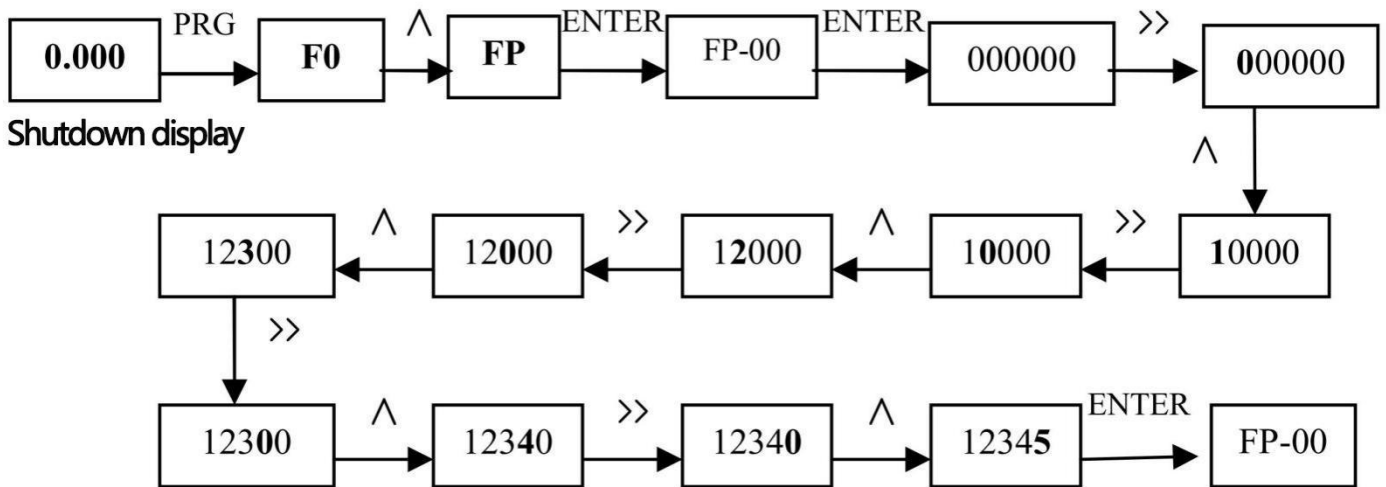 PRG ∧ ENTER ENTER >>
0.000 F0 FP FP-00 000000 000000
Shutdown display
∧
∧ >> ∧ >>
12300 12000 12000 10000 10000
>>
∧ >> ∧ ENTER
12300 12340 12340 12345 FP-00